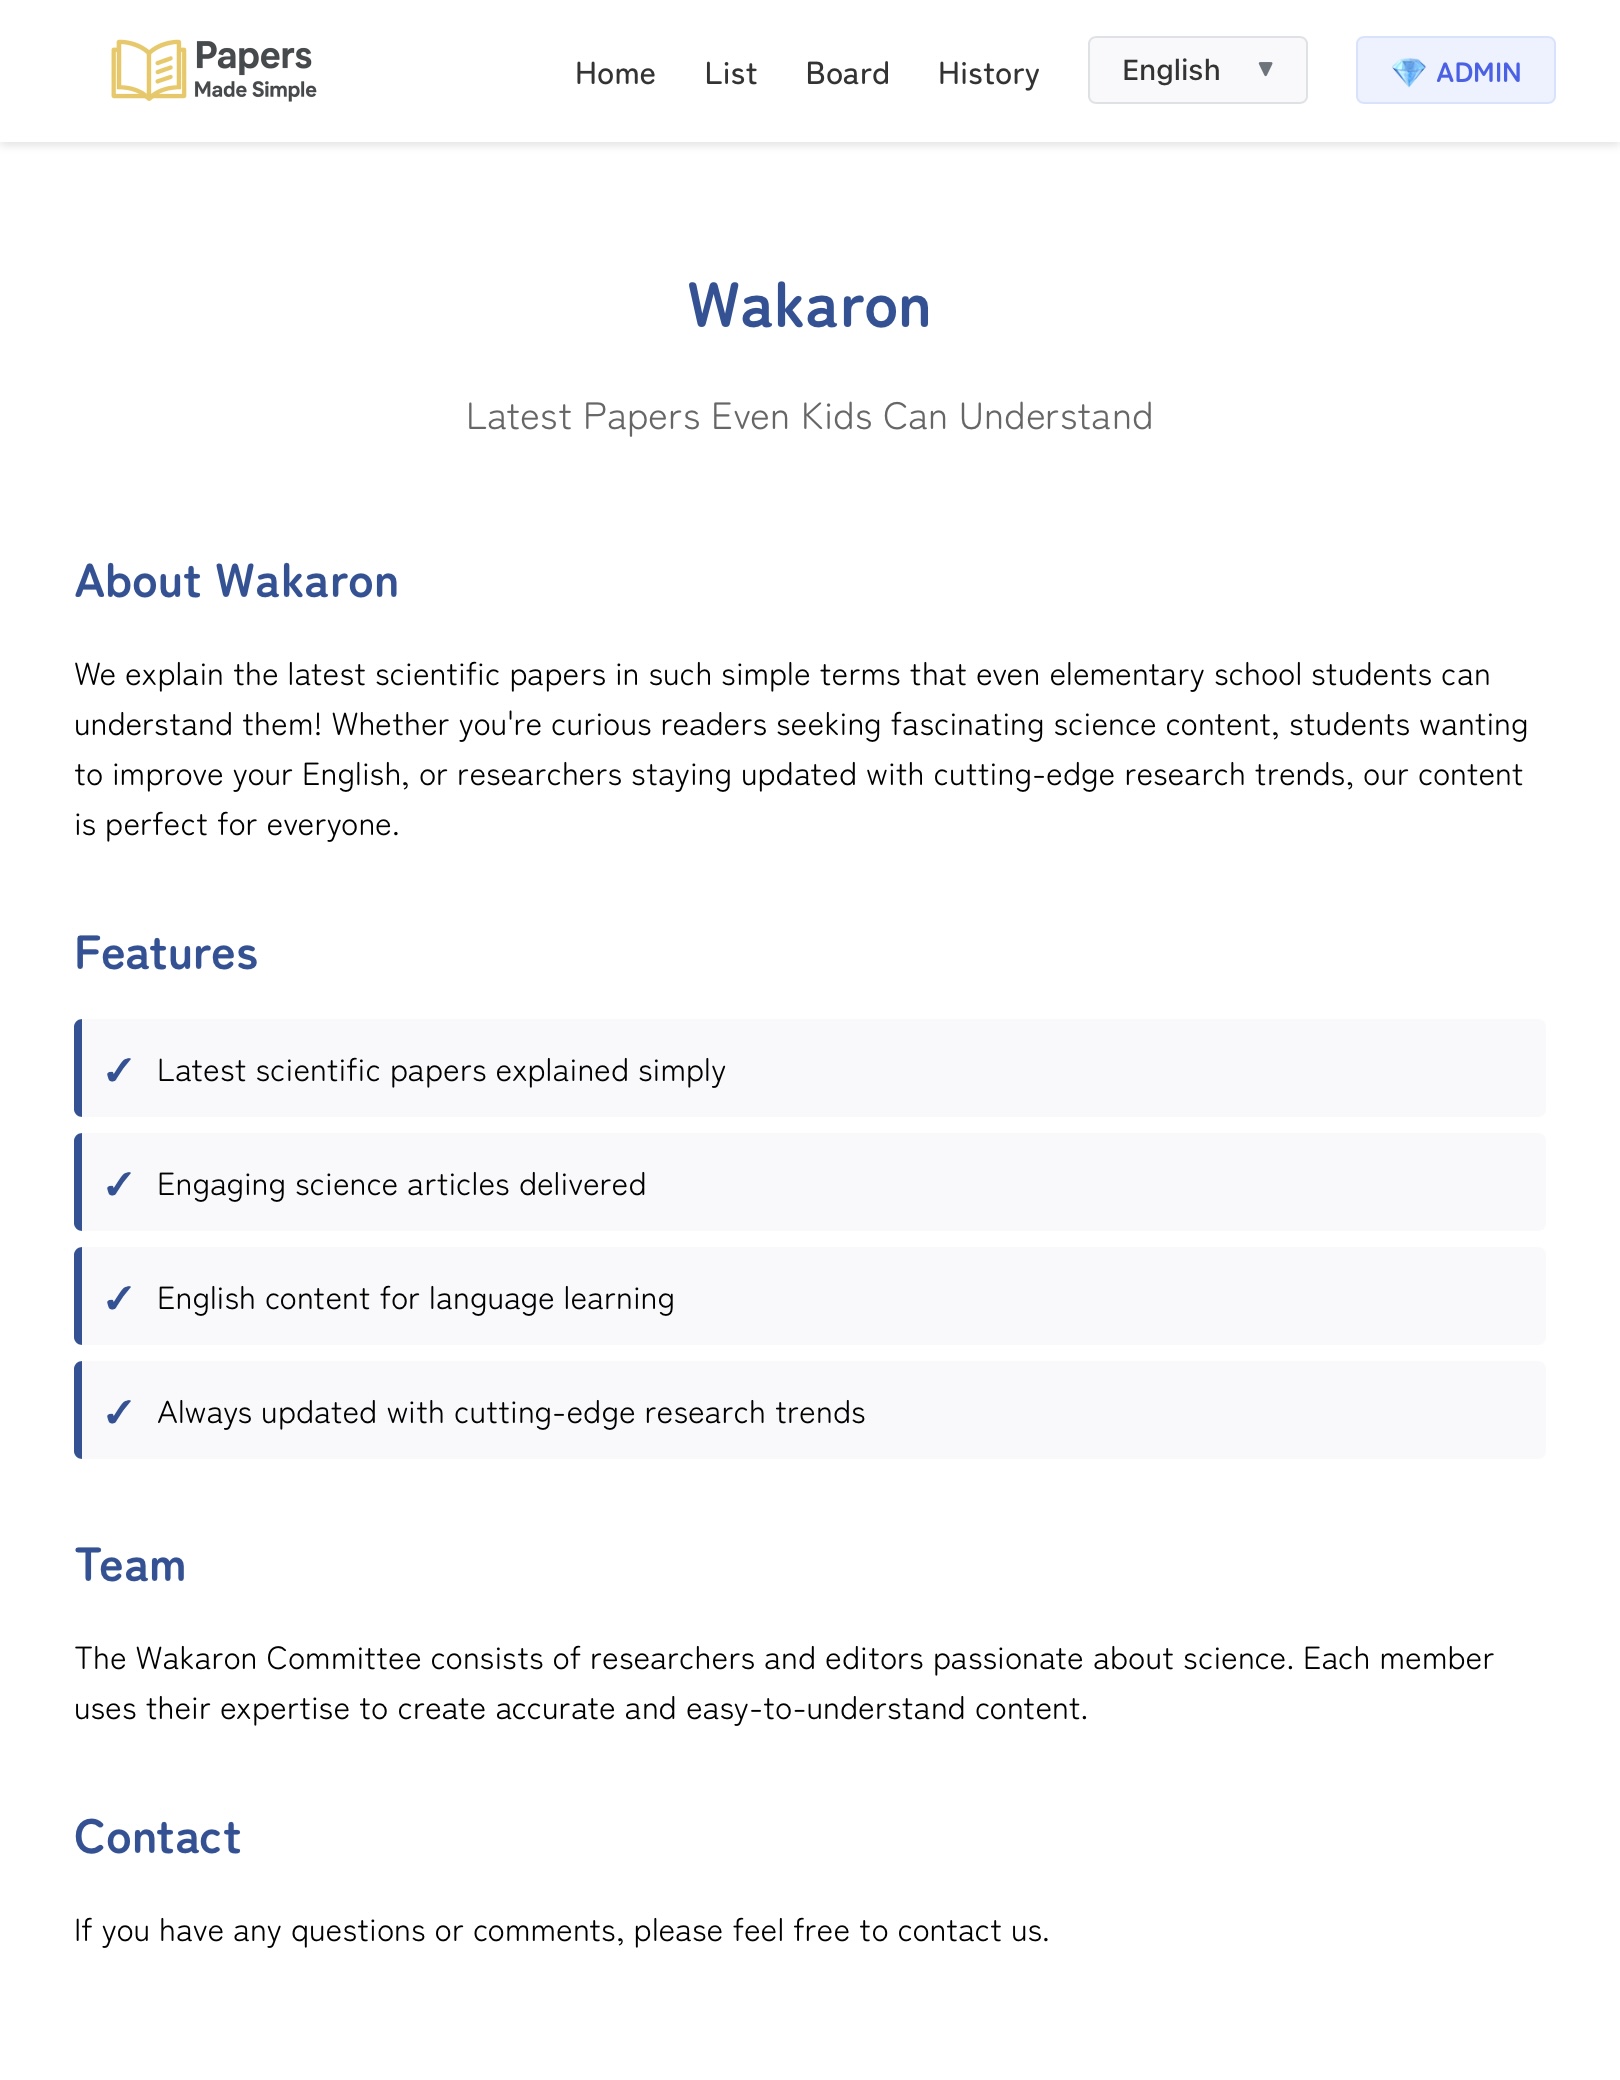 Papers
Made Simple
Home List Board History English ▼ 💎 ADMIN
Wakaron
Latest Papers Even Kids Can Understand
About Wakaron
We explain the latest scientific papers in such simple terms that even elementary school students can
understand them! Whether you're curious readers seeking fascinating science content, students wanting
to improve your English, or researchers staying updated with cutting-edge research trends, our content
is perfect for everyone.
Features
✓ Latest scientific papers explained simply
✓ Engaging science articles delivered
✓ English content for language learning
✓ Always updated with cutting-edge research trends
Team
The Wakaron Committee consists of researchers and editors passionate about science. Each member
uses their expertise to create accurate and easy-to-understand content.
Contact
If you have any questions or comments, please feel free to contact us.